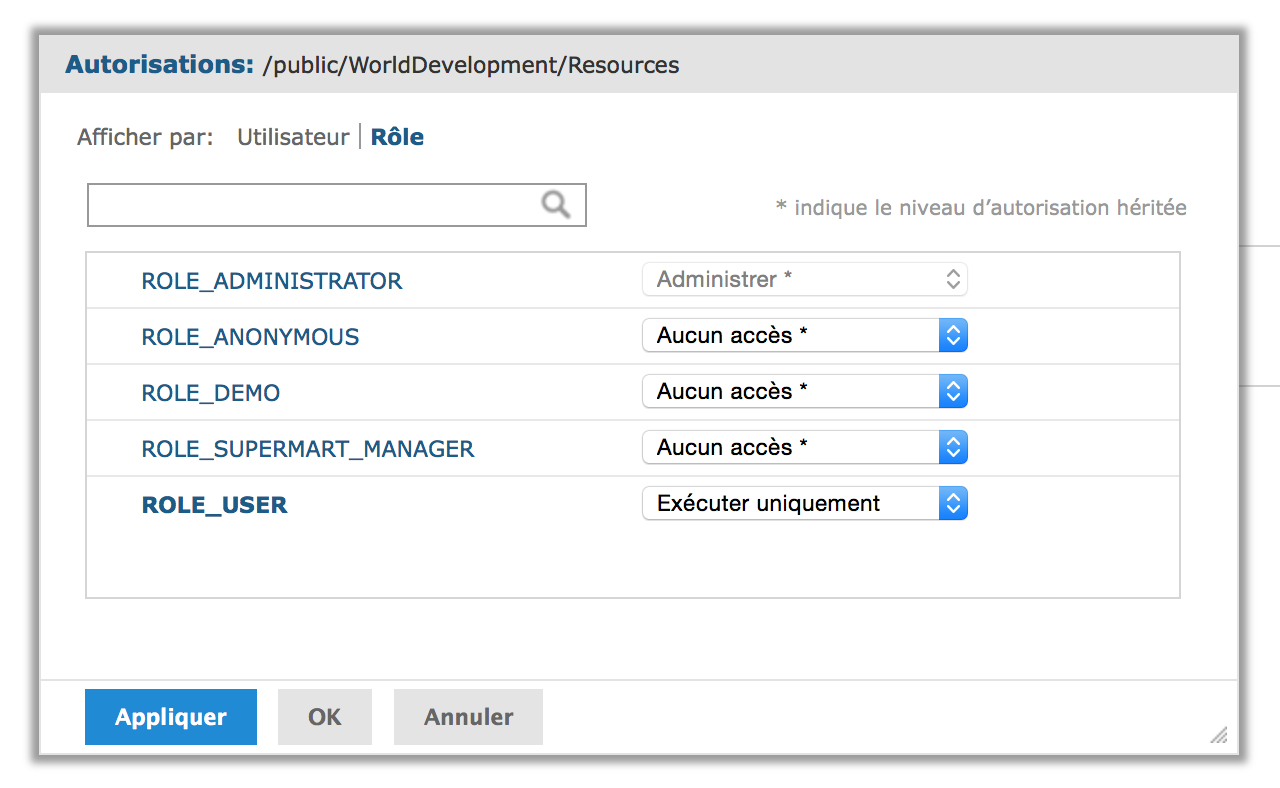 Autorisations: /public/WorldDevelopment/Resources
Afficher par: Utilisateur Rôle
* indique le niveau d’autorisation héritée
ROLE_ADMINISTRATOR Administrer *
ROLE_ANONYMOUS Aucun accès *
ROLE_DEMO Aucun accès *
ROLE_SUPERMART_MANAGER Aucun accès *
ROLE_USER Exécuter uniquement
Appliquer OK Annuler